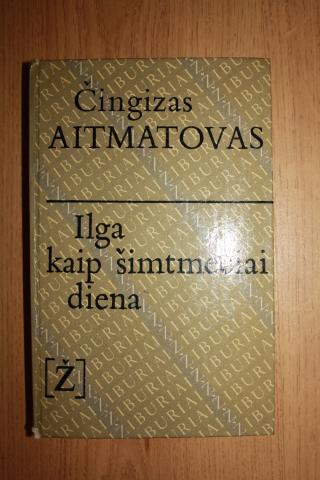 Čingizas
AITMATOVAS
Ilga
kaip šimtmečiai
diena
[Ž]